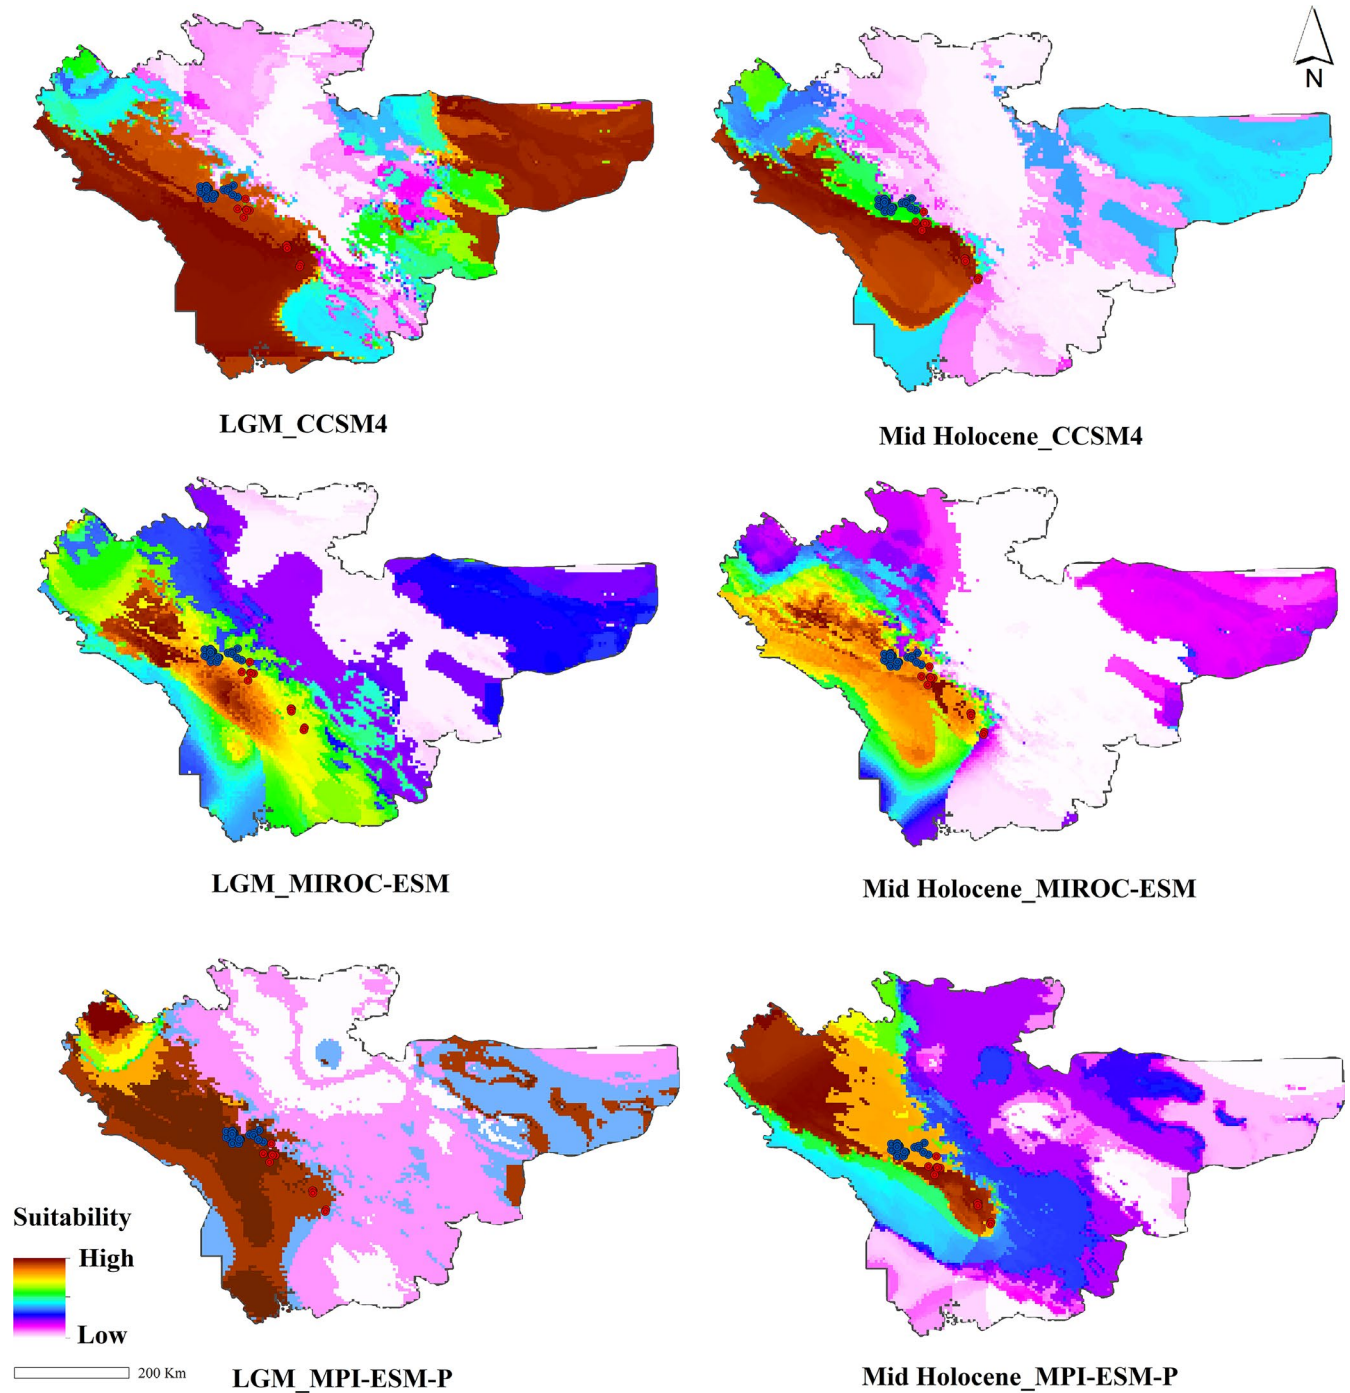 N
LGM_CCSM4
Mid Holocene_CCSM4
LGM_MIROC-ESM
Mid Holocene_MIROC-ESM
Suitability
High
Low
200 Km
LGM_MPI-ESM-P
Mid Holocene_MPI-ESM-P